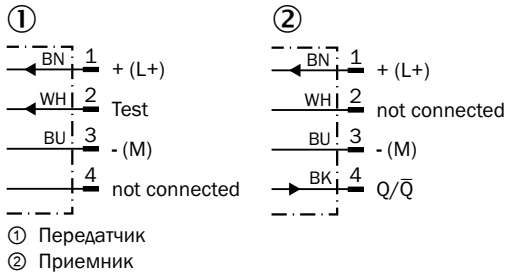 ① ②
BN 1 + (L+) BN 1 + (L+)
WH 2 Test WH 2 not connected
BU 3 - (M) BU 3 - (M)
4 not connected BK 4 Q/Q̅
① Передатчик
② Приемник